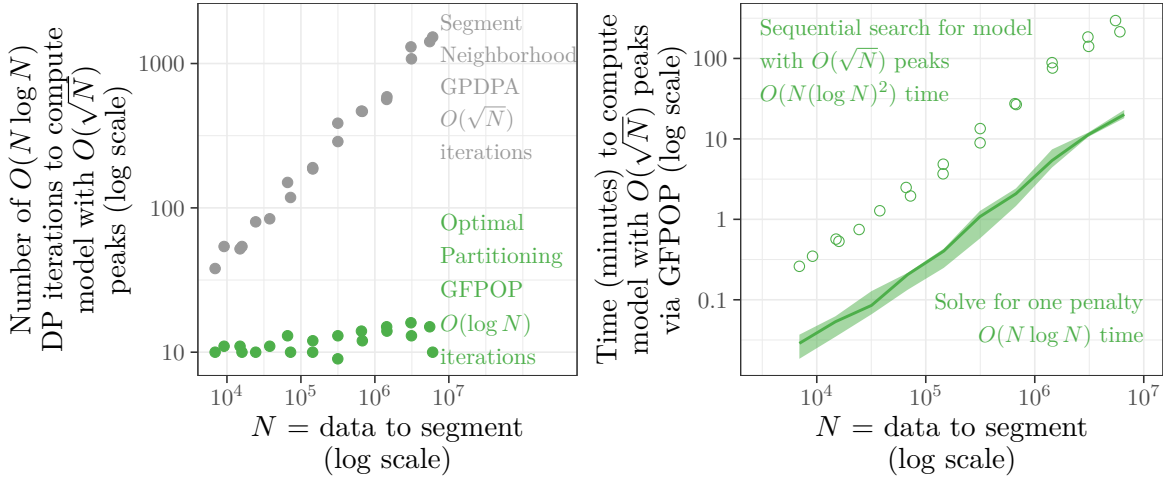 Number of $O(N \log N)$
DP iterations to compute
model with $O(\sqrt{N})$
peaks (log scale)
1000
100
10
Segment
Neighborhood
GPDPA
$O(\sqrt{N})$
iterations
Optimal
Partitioning
GFPOP
$O(\log N)$
iterations
$10^4$ $10^5$ $10^6$ $10^7$
$N$ = data to segment
(log scale)
Time (minutes) to compute
model with $O(\sqrt{N})$ peaks
via GFPOP (log scale)
100
10
1
0.1
Sequential search for model
with $O(\sqrt{N})$ peaks
$O(N(\log N)^2)$ time
Solve for one penalty
$O(N \log N)$ time
$10^4$ $10^5$ $10^6$ $10^7$
$N$ = data to segment
(log scale)